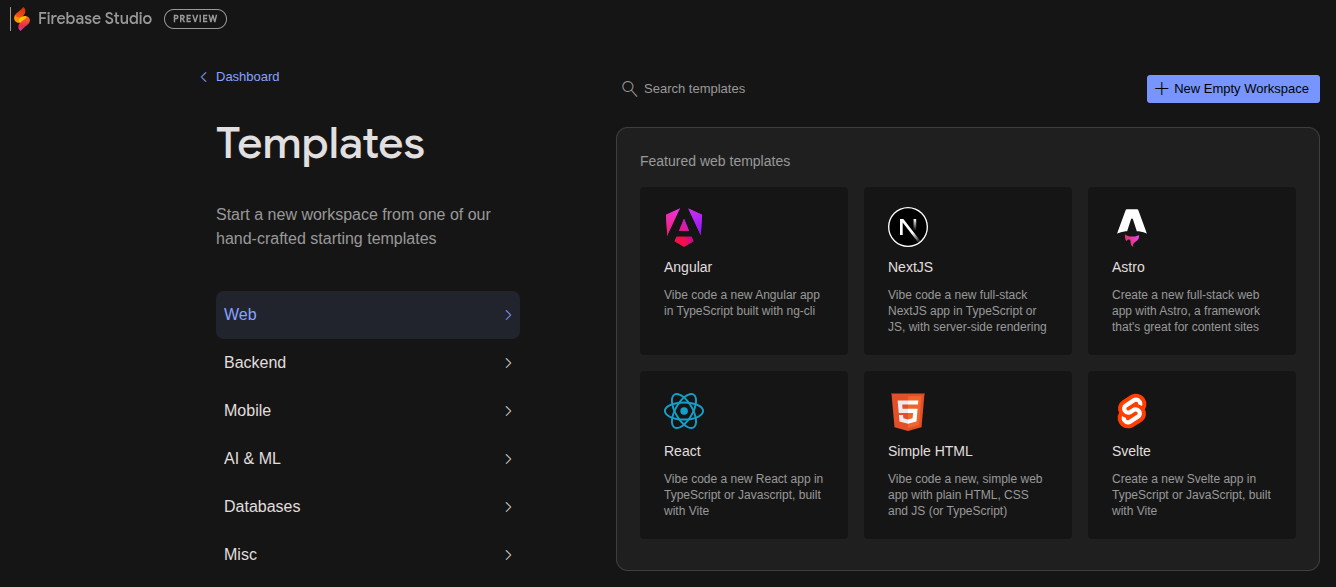 Firebase Studio PREVIEW
Dashboard
Templates
Start a new workspace from one of our
hand-crafted starting templates
Web
Backend
Mobile
AI & ML
Databases
Misc
Search templates
New Empty Workspace
Featured web templates
Angular
Vibe code a new Angular app
in TypeScript built with ng-cli
NextJS
Vibe code a new full-stack
NextJS app in TypeScript or
JS, with server-side rendering
Astro
Create a new full-stack web
app with Astro, a framework
that's great for content sites
React
Vibe code a new React app in
TypeScript or Javascript, built
with Vite
Simple HTML
Vibe code a new, simple web
app with plain HTML, CSS
and JS (or TypeScript)
Svelte
Create a new Svelte app in
TypeScript or JavaScript, built
with Vite